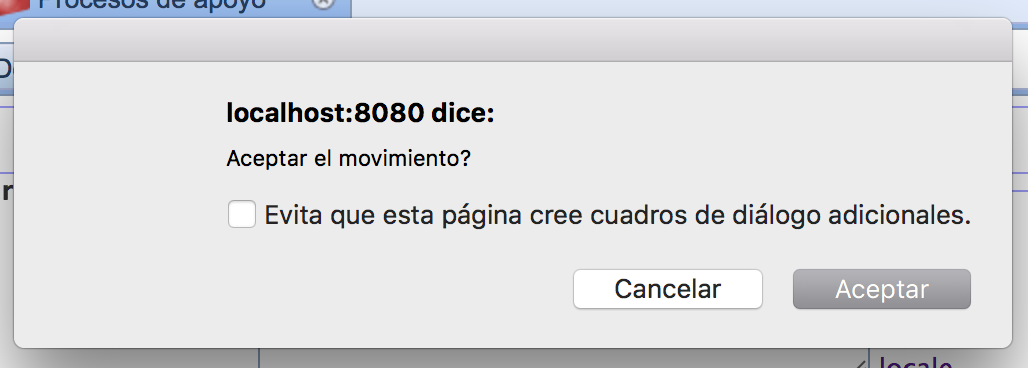 Procesos de apoyo
localhost:8080 dice:
Aceptar el movimiento?
Evita que esta página cree cuadros de diálogo adicionales.
Cancelar
Aceptar
locale